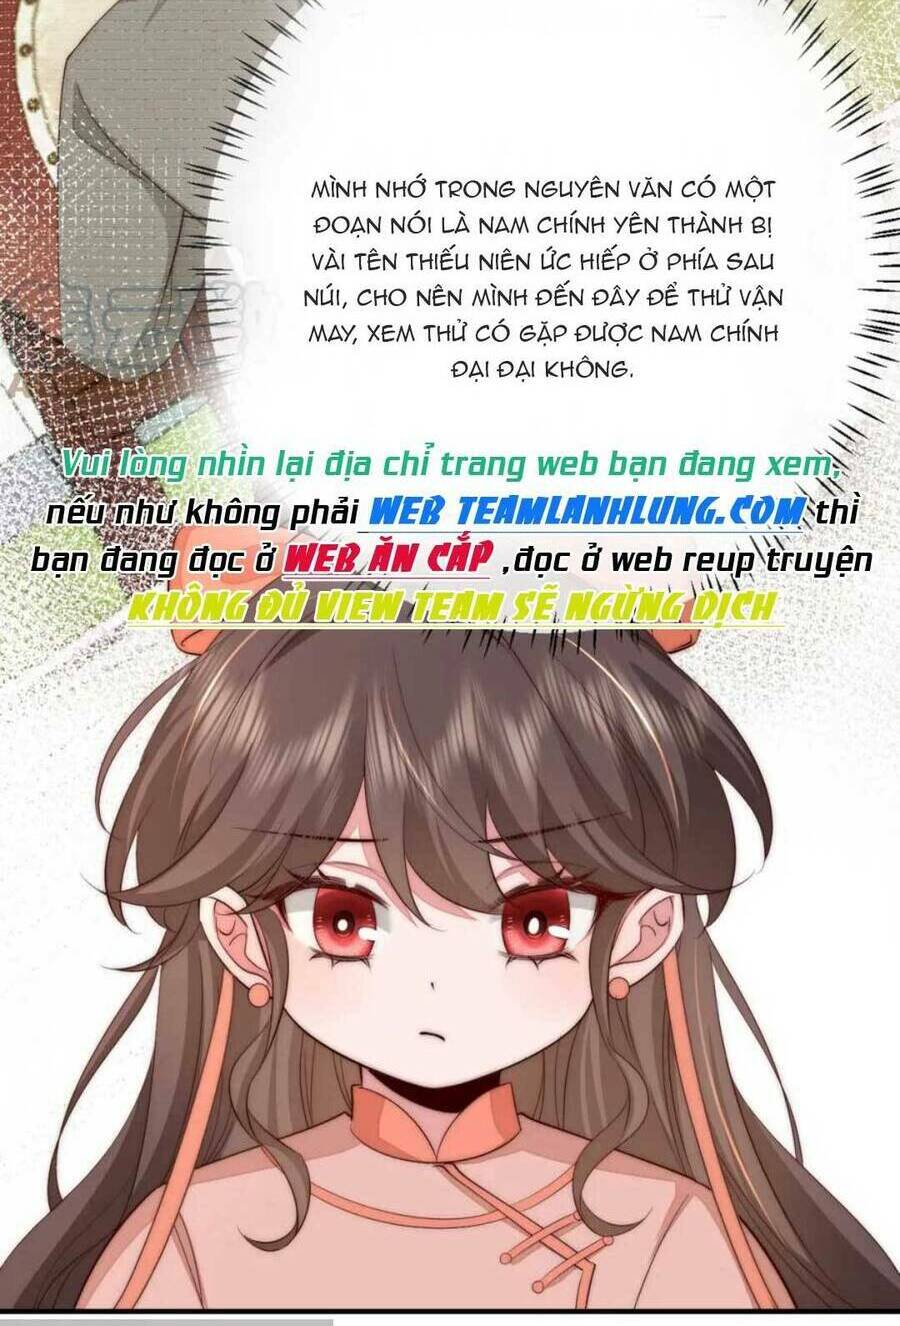 MÌNH NHỚ TRONG NGUYÊN VĂN CÓ MỘT
ĐOẠN NÓI LÀ NAM CHÍNH YÊN THÀNH BỊ
VÀI TÊN THIẾU NIÊN ỨC HIẾP Ở PHÍA SAU
NÚI, CHO NÊN MÌNH ĐẾN ĐÂY ĐỂ THỬ VẬN
MAY, XEM THỬ CÓ GẶP ĐƯỢC NAM CHÍNH
ĐẠI ĐẠI KHÔNG.
Vui lòng nhìn lại địa chỉ trang web bạn đang xem,
nếu như không phải WEB TEAMLANHLUNG.COM thì
bạn đang đọc ở WEB ĂN CẮP ,đọc ở web reup truyện
KHÔNG ĐỦ VIEW TEAM SẼ NGỪNG DỊCH